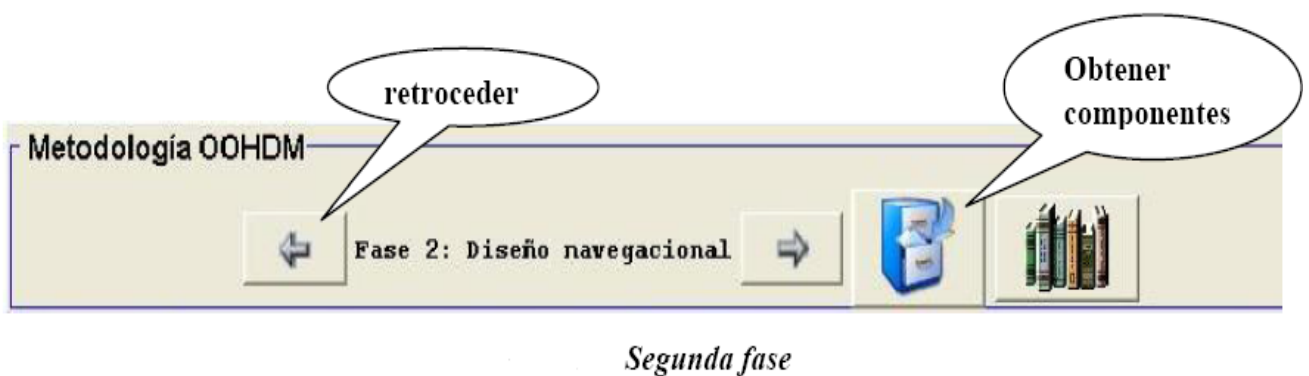 retroceder
Obtener
componentes
Metodología OOHDM
Fase 2: Diseño navegacional
Segunda fase